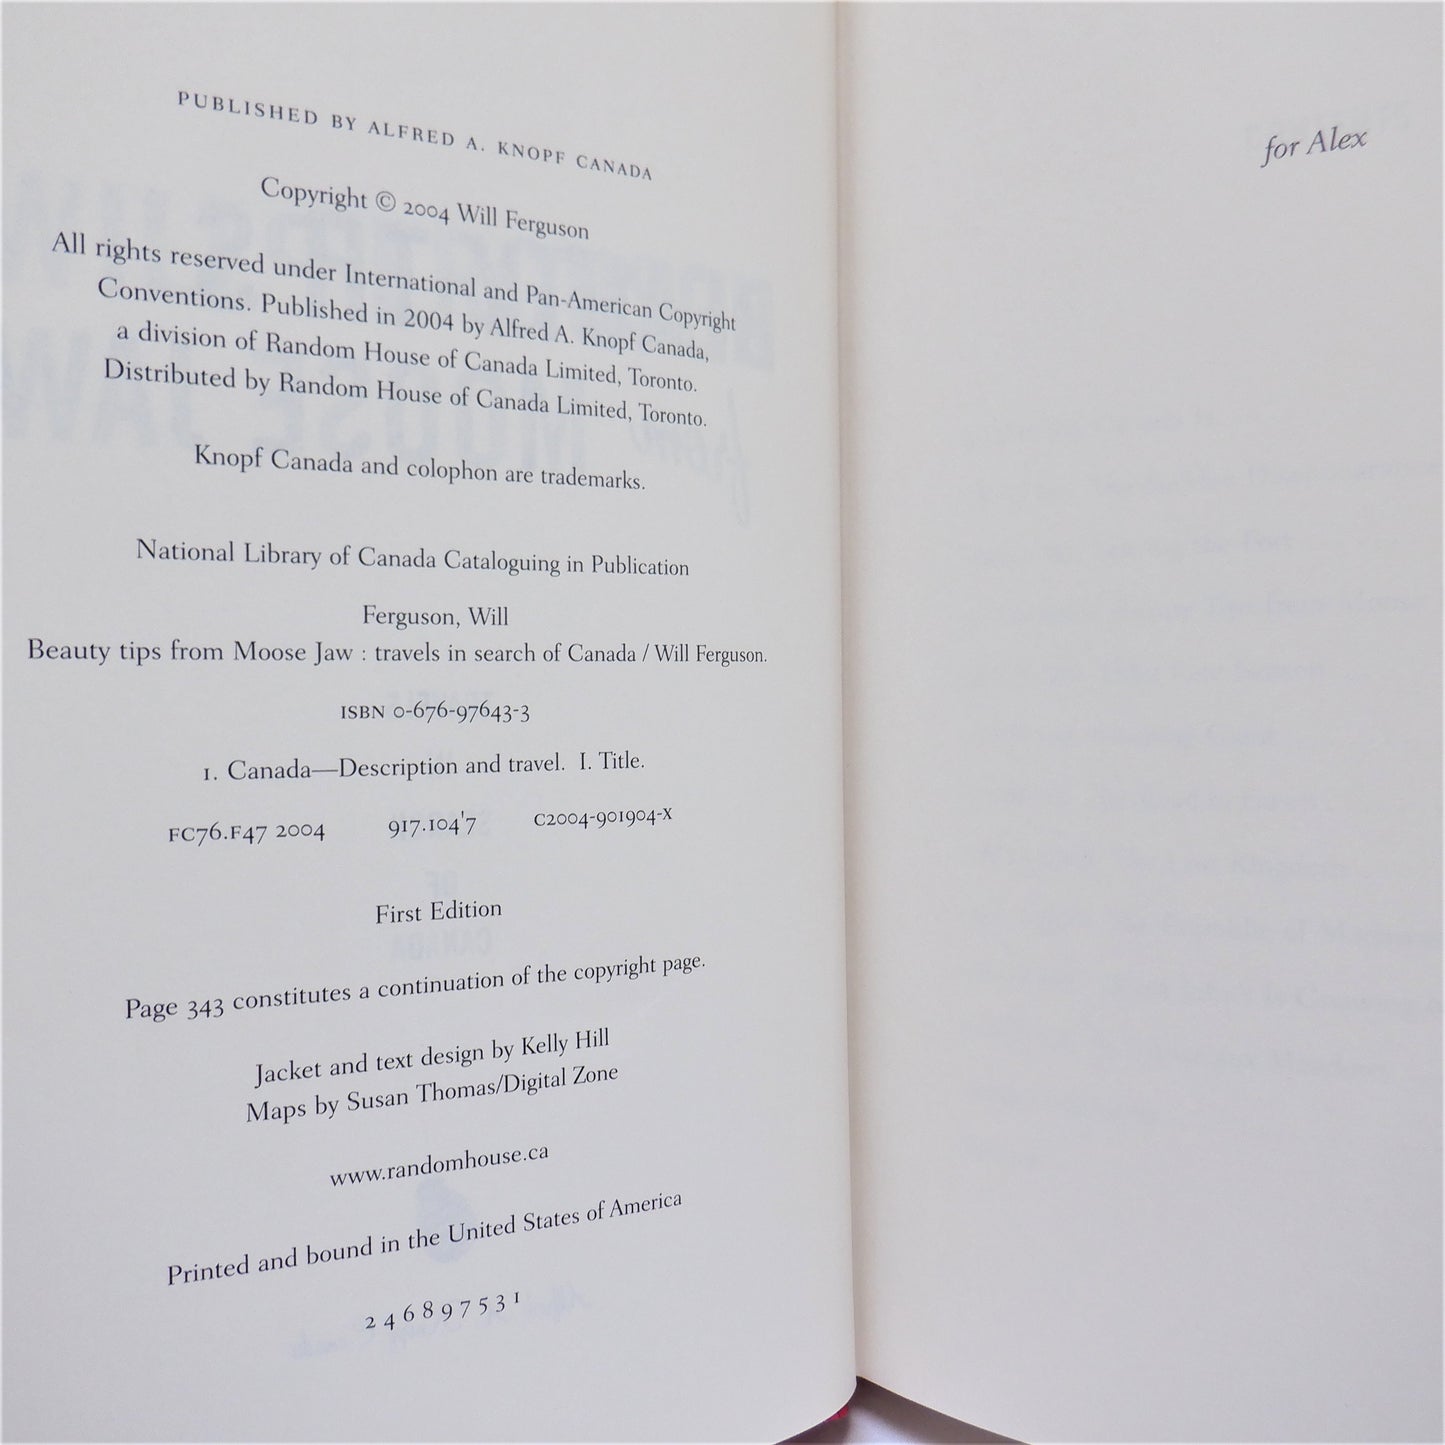 PUBLISHED BY ALFRED A. KNOPF CANADA
Copyright © 2004 Will Ferguson
All rights reserved under International and Pan-American Copyright
Conventions. Published in 2004 by Alfred A. Knopf Canada,
a division of Random House of Canada Limited, Toronto.
Distributed by Random House of Canada Limited, Toronto.
Knopf Canada and colophon are trademarks.
National Library of Canada Cataloguing in Publication
Ferguson, Will
Beauty tips from Moose Jaw : travels in search of Canada / Will Ferguson.
ISBN 0-676-97643-3
1. Canada—Description and travel. I. Title.
FC76.F47 2004 917.104'7 C2004-901904-X
First Edition
Page 343 constitutes a continuation of the copyright page.
Jacket and text design by Kelly Hill
Maps by Susan Thomas/Digital Zone
www.randomhouse.ca
Printed and bound in the United States of America
2 4 6 8 9 7 5 3 1
for Alex